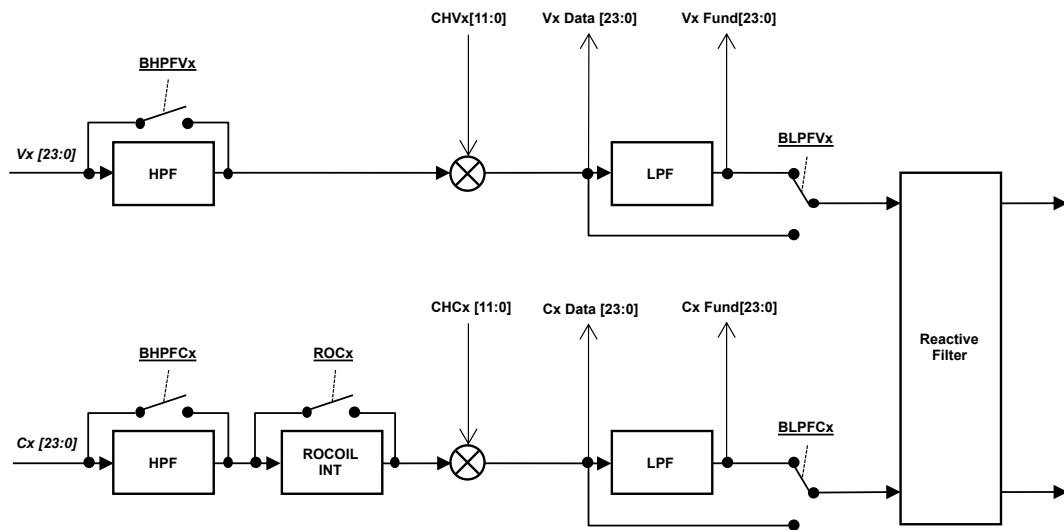 CHVx[11:0]
Vx Data [23:0]
Vx Fund[23:0]
BHPFVx
BLPFVx
Vx [23:0]
HPF
LPF
CHCx [11:0]
Cx Data [23:0]
Cx Fund[23:0]
Reactive
Filter
BHPFCx
ROCx
BLPFCx
Cx [23:0]
HPF
ROCOIL
INT
LPF